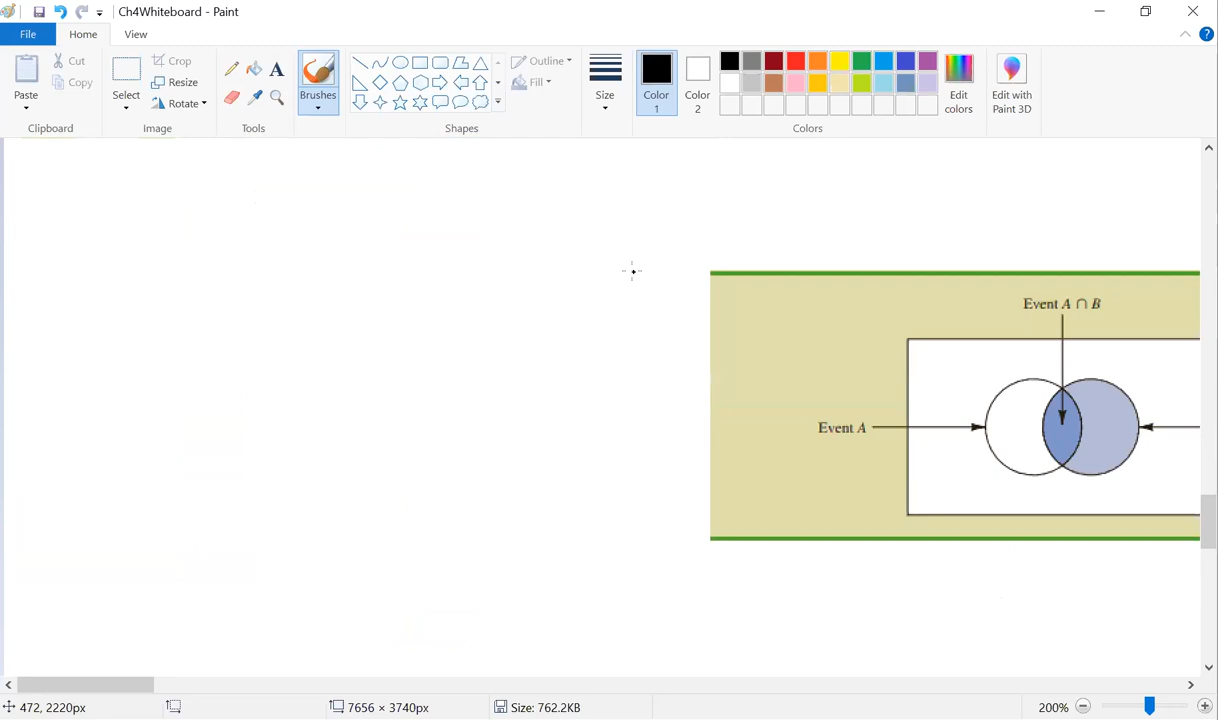 Ch4Whiteboard - Paint
File
Home
View
Paste
Cut
Copy
Clipboard
Select
Crop
Resize
Rotate
Image
A
Tools
Brushes
Shapes
Outline
Fill
Size
Color
1
Color
2
Colors
Edit
colors
Edit with
Paint 3D
?
Event A ∩ B
Event A
472, 2220px
7656 × 3740px
Size: 762.2KB
200%